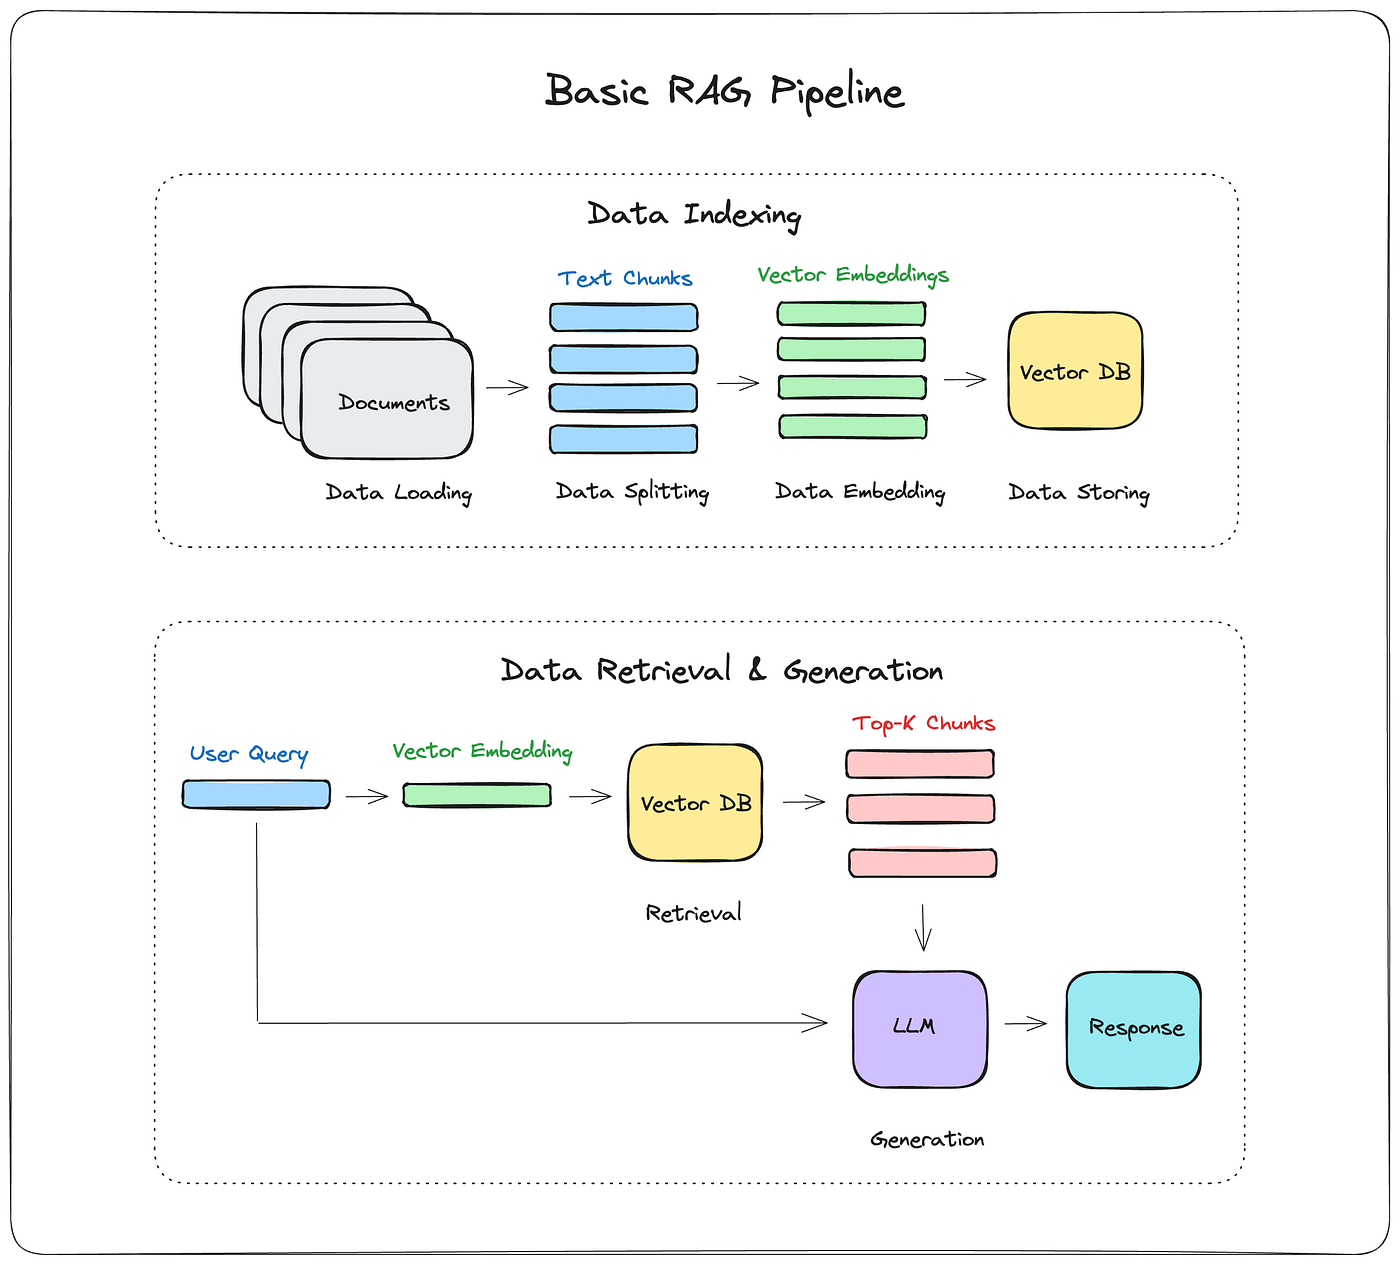 Basic RAG Pipeline
Data Indexing
Text Chunks
Vector Embeddings
Documents
Vector DB
Data Loading
Data Splitting
Data Embedding
Data Storing
Data Retrieval & Generation
User Query
Vector Embedding
Top-K Chunks
Vector DB
Retrieval
LLM
Response
Generation